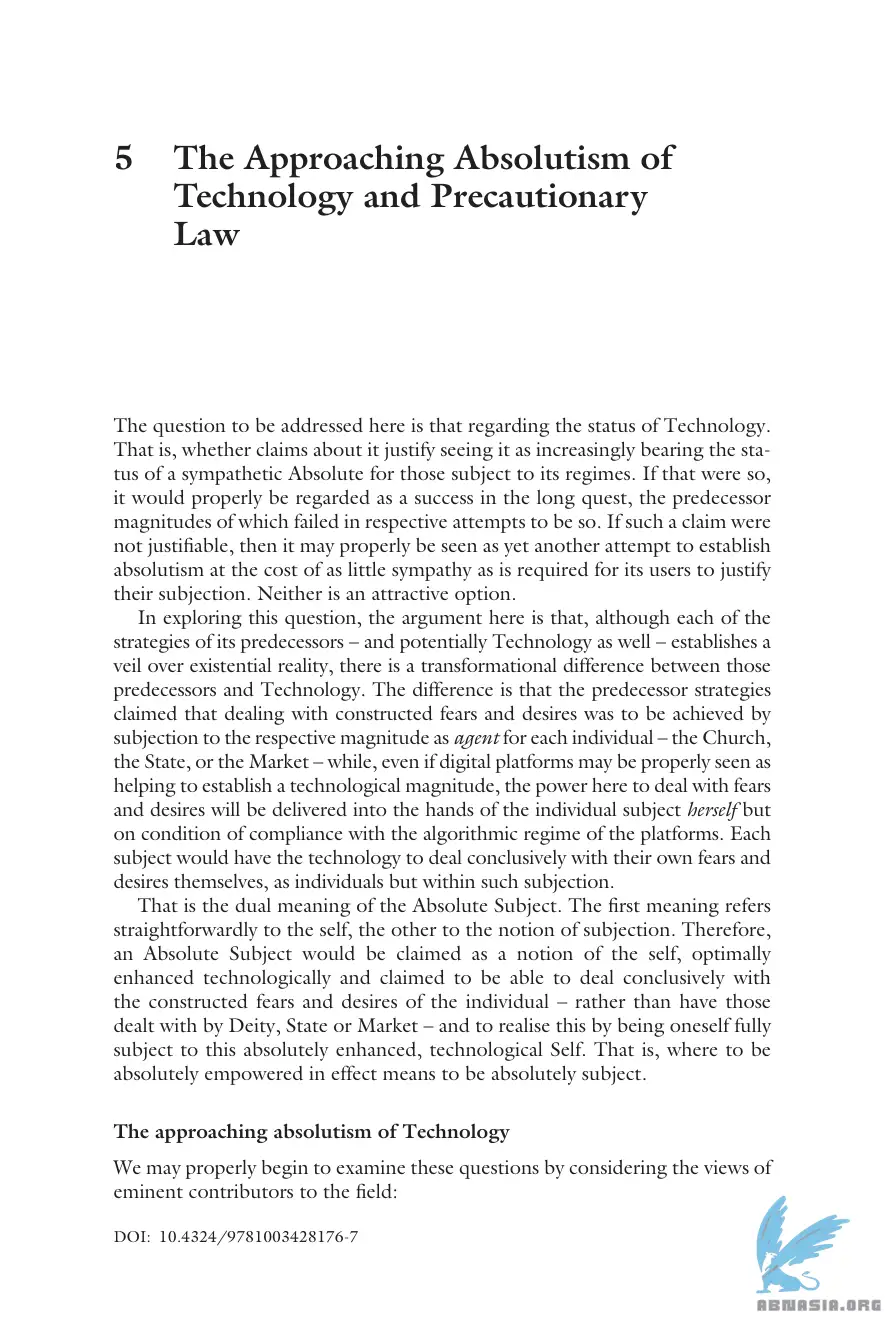 5 The Approaching Absolutism of
Technology and Precautionary
Law
The question to be addressed here is that regarding the status of Technology.
That is, whether claims about it justify seeing it as increasingly bearing the sta-
tus of a sympathetic Absolute for those subject to its regimes. If that were so,
it would properly be regarded as a success in the long quest, the predecessor
magnitudes of which failed in respective attempts to be so. If such a claim were
not justifiable, then it may properly be seen as yet another attempt to establish
absolutism at the cost of as little sympathy as is required for its users to justify
their subjection. Neither is an attractive option.
In exploring this question, the argument here is that, although each of the
strategies of its predecessors – and potentially Technology as well – establishes a
veil over existential reality, there is a transformational difference between those
predecessors and Technology. The difference is that the predecessor strategies
claimed that dealing with constructed fears and desires was to be achieved by
subjection to the respective magnitude as agent for each individual – the Church,
the State, or the Market – while, even if digital platforms may be properly seen as
helping to establish a technological magnitude, the power here to deal with fears
and desires will be delivered into the hands of the individual subject herself but
on condition of compliance with the algorithmic regime of the platforms. Each
subject would have the technology to deal conclusively with their own fears and
desires themselves, as individuals but within such subjection.
That is the dual meaning of the Absolute Subject. The first meaning refers
straightforwardly to the self, the other to the notion of subjection. Therefore,
an Absolute Subject would be claimed as a notion of the self, optimally
enhanced technologically and claimed to be able to deal conclusively with
the constructed fears and desires of the individual – rather than have those
dealt with by Deity, State or Market – and to realise this by being oneself fully
subject to this absolutely enhanced, technological Self. That is, where to be
absolutely empowered in effect means to be absolutely subject.
The approaching absolutism of Technology
We may properly begin to examine these questions by considering the views of
eminent contributors to the field:
DOI: 10.4324/9781003428176-7
ABNASIA.ORG